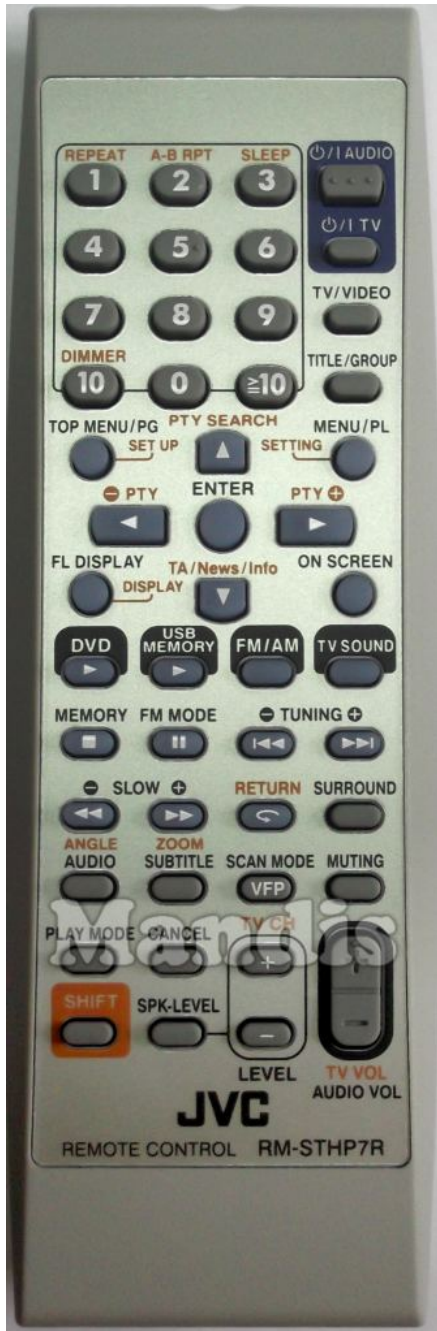 REPEAT A-B RPT SLEEP ⏻/I AUDIO
1 2 3
⏻/I TV
4 5 6
TV/VIDEO
7 8 9
DIMMER TITLE/GROUP
10 0 ≧10
TOP MENU/PG PTY SEARCH MENU/PL
SET UP SETTING
⊖ PTY ENTER PTY ⊕
FL DISPLAY TA/News/Info ON SCREEN
DISPLAY
DVD USB MEMORY FM/AM TV SOUND
MEMORY FM MODE ⊖ TUNING ⊕
⊖ SLOW ⊕ RETURN SURROUND
ANGLE ZOOM
AUDIO SUBTITLE SCAN MODE MUTING
VFP
Mandis
PLAY MODE CANCEL TV CH
+ +
SHIFT SPK-LEVEL
– –
LEVEL TV VOL
AUDIO VOL
JVC
REMOTE CONTROL RM-STHP7R